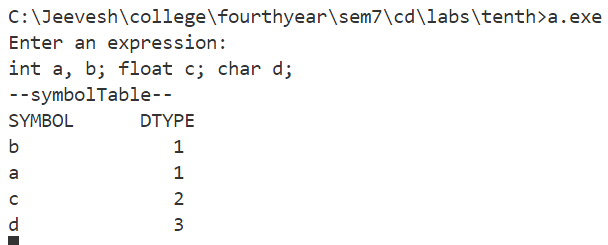 C:\Jeevesh\college\fourthyear\sem7\cd\labs\tenth>a.exe
Enter an expression:
int a, b; float c; char d;
--symbolTable--
SYMBOL DTYPE
b 1
a 1
c 2
d 3